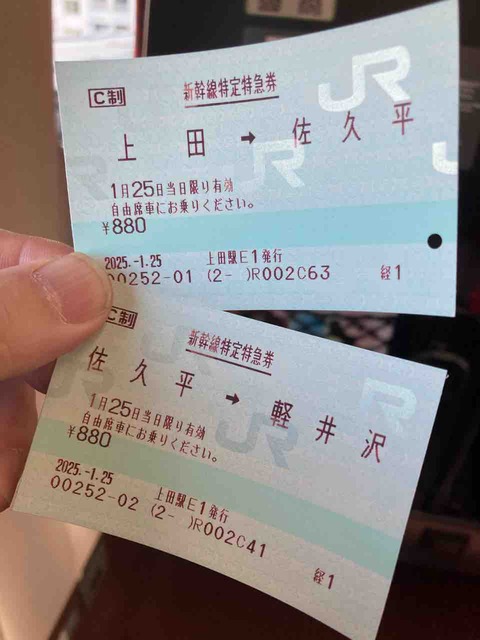 C制 新幹線特定特急券
JR
上田 → 佐久平
JR
1月25日当日限り有効
自由席車にお乗りください。
¥880
2025.-1.25 上田駅E1発行
00252-01 (2- )R002C63 経1
C制 新幹線特定特急券
佐久平 → 軽井沢
JR
1月25日当日限り有効
自由席車にお乗りください。
JR
¥880
2025.-1.25 上田駅E1発行
00252-02 (2- )R002C41 経1